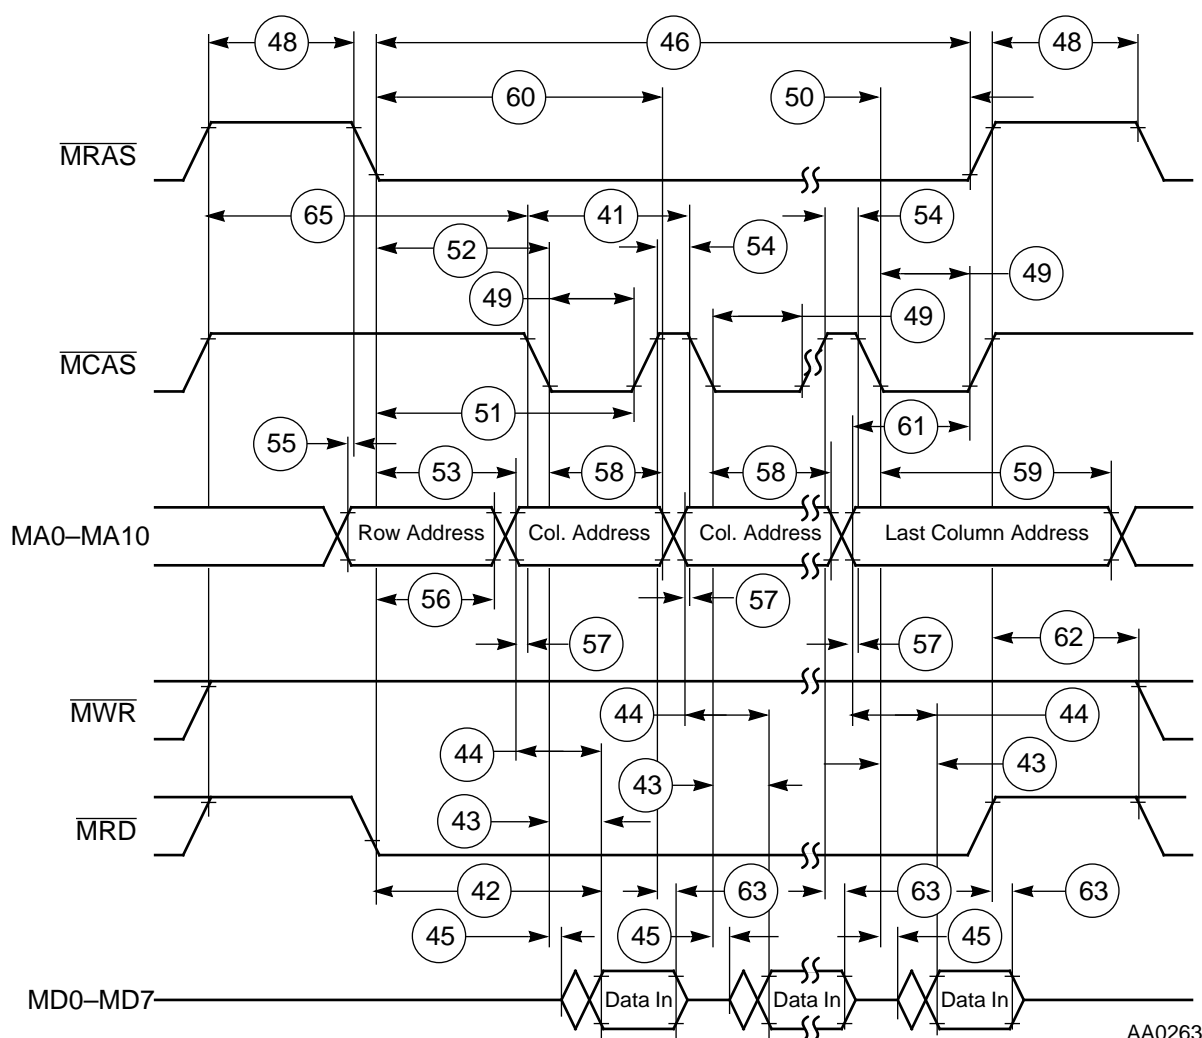 48
46
48
60
50
MRAS
65
41
54
52
54
49
49
49
MCAS
51
61
55
53
58
58
59
MA0–MA10
Row Address
Col. Address
Col. Address
Last Column Address
56
57
57
57
62
MWR
44
44
44
43
43
MRD
43
42
63
63
63
45
45
45
MD0–MD7
Data In
Data In
Data In
AA0263